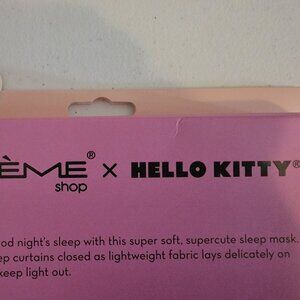 ÈME® × HELLO KITTY®
shop
od night's sleep with this super soft, supercute sleep mask.
ep curtains closed as lightweight fabric lays delicately on
keep light out.